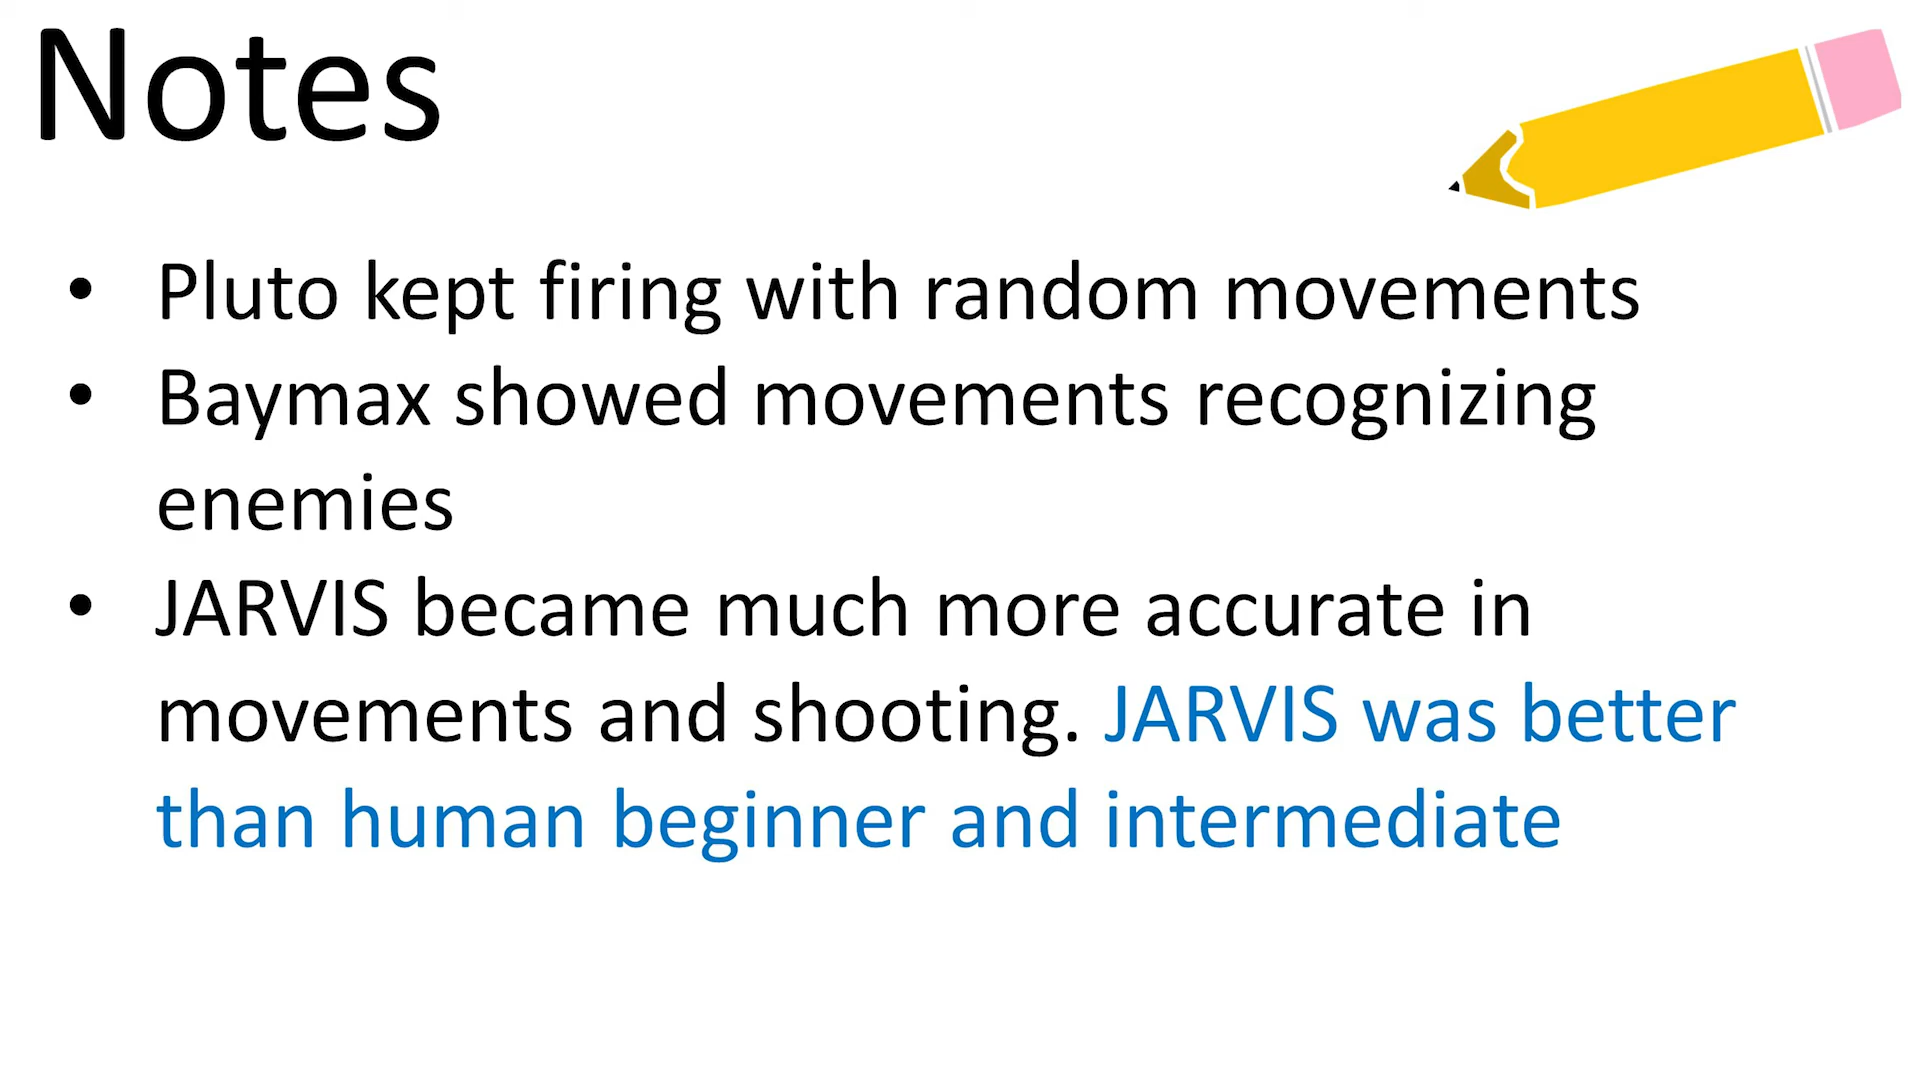 Notes
• Pluto kept firing with random movements
• Baymax showed movements recognizing
enemies
• JARVIS became much more accurate in
movements and shooting. JARVIS was better
than human beginner and intermediate